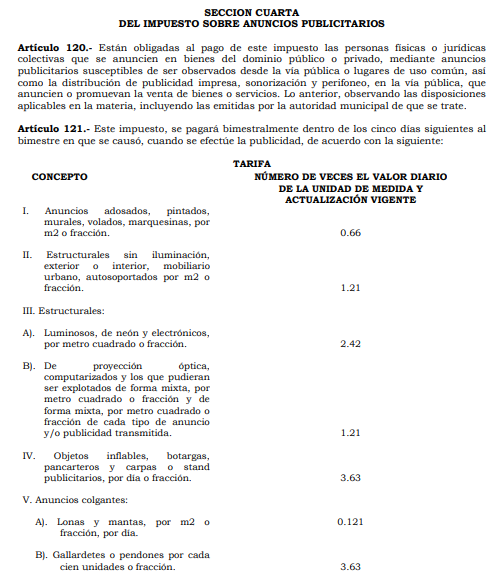 SECCION CUARTA
DEL IMPUESTO SOBRE ANUNCIOS PUBLICITARIOS
Artículo 120.- Están obligadas al pago de este impuesto las personas físicas o jurídicas
colectivas que se anuncien en bienes del dominio público o privado, mediante anuncios
publicitarios susceptibles de ser observados desde la vía pública o lugares de uso común, así
como la distribución de publicidad impresa, sonorización y perifoneo, en la vía pública, que
anuncien o promuevan la venta de bienes o servicios. Lo anterior, observando las disposiciones
aplicables en la materia, incluyendo las emitidas por la autoridad municipal de que se trate.
Artículo 121.- Este impuesto, se pagará bimestralmente dentro de los cinco días siguientes al
bimestre en que se causó, cuando se efectúe la publicidad, de acuerdo con la siguiente:
TARIFA
CONCEPTO NÚMERO DE VECES EL VALOR DIARIO
DE LA UNIDAD DE MEDIDA Y
ACTUALIZACIÓN VIGENTE
I. Anuncios adosados, pintados,
murales, volados, marquesinas, por
m2 o fracción. 0.66
II. Estructurales sin iluminación,
exterior o interior, mobiliario
urbano, autosoportados por m2 o
fracción. 1.21
III. Estructurales:
A). Luminosos, de neón y electrónicos,
por metro cuadrado o fracción. 2.42
B). De proyección óptica,
computarizados y los que pudieran
ser explotados de forma mixta, por
metro cuadrado o fracción y de
forma mixta, por metro cuadrado o
fracción de cada tipo de anuncio
y/o publicidad transmitida. 1.21
IV. Objetos inflables, botargas,
pancarteros y carpas o stand
publicitarios, por día o fracción. 3.63
V. Anuncios colgantes:
A). Lonas y mantas, por m2 o
fracción, por día. 0.121
B). Gallardetes o pendones por cada
cien unidades o fracción. 3.63